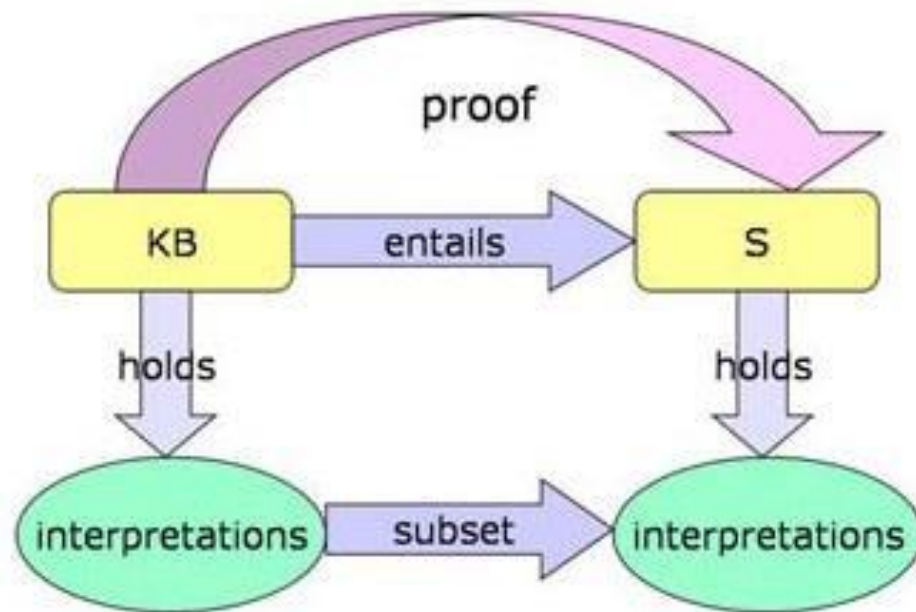 proof
KB
entails
S
holds
holds
interpretations
subset
interpretations